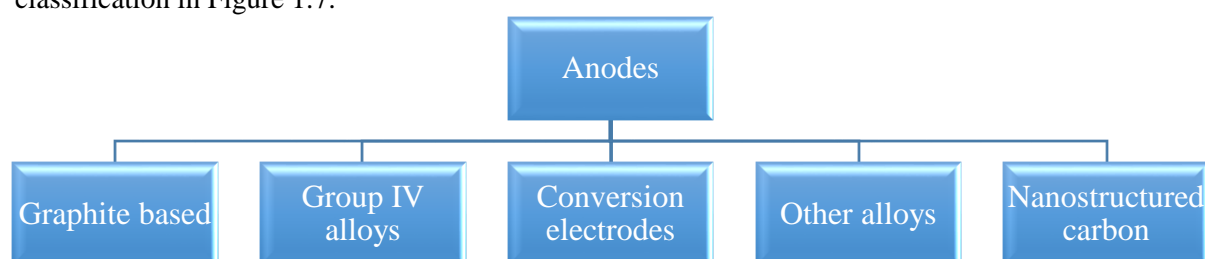 classification in Figure 1.7.
Anodes
Graphite based
Group IV
alloys
Conversion
electrodes
Other alloys
Nanostructured
carbon